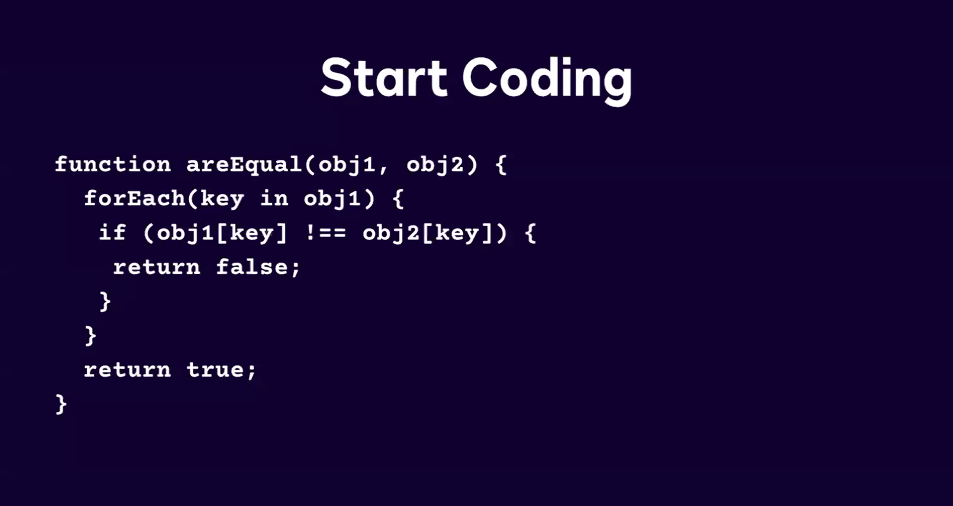 Start Coding
function areEqual(obj1, obj2) {
  forEach(key in obj1) {
   if (obj1[key] !== obj2[key]) {
    return false;
   }
  }
  return true;
}